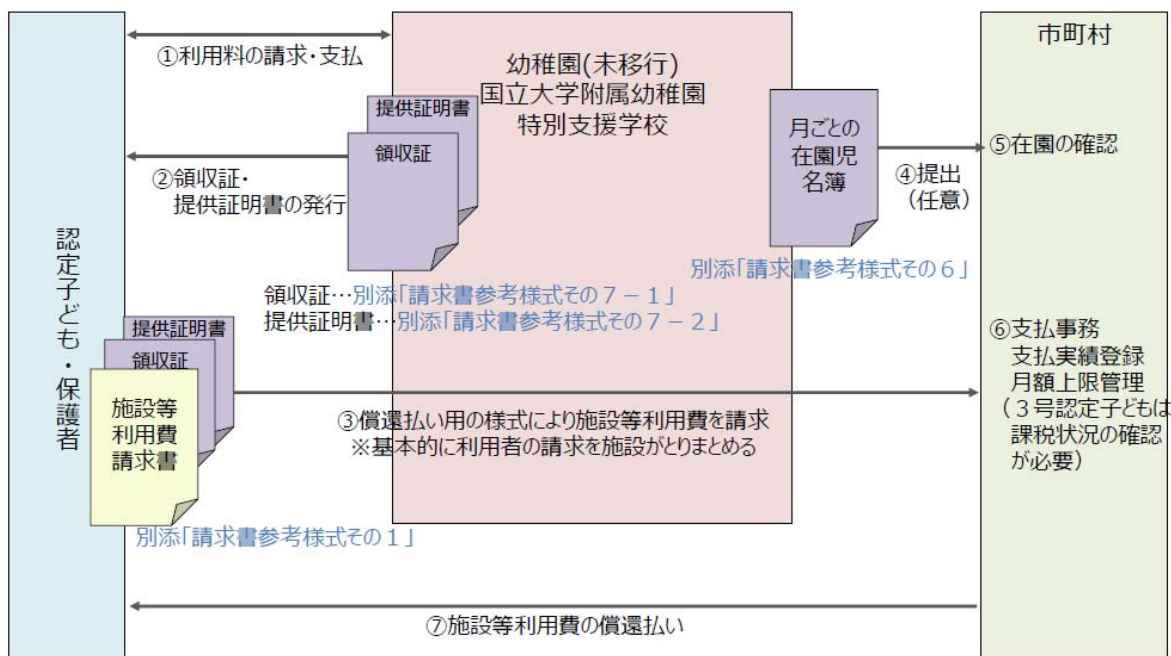 ①利用料の請求・支払
幼稚園(未移行)
国立大学附属幼稚園
特別支援学校
市町村
提供証明書
領収証
②領収証・
提供証明書の発行
月ごとの
在園児
名簿
④提出
(任意)
⑤在園の確認
別添「請求書参考様式その6」
認定子ども・保護者
領収証…別添「請求書参考様式その7-1」
提供証明書…別添「請求書参考様式その7-2」
提供証明書
領収証
施設等
利用費
請求書
③償還払い用の様式により施設等利用費を請求
※基本的に利用者の請求を施設がとりまとめる
⑥支払事務
支払実績登録
月額上限管理
(3号認定子どもは
課税状況の確認
が必要)
別添「請求書参考様式その1」
⑦施設等利用費の償還払い